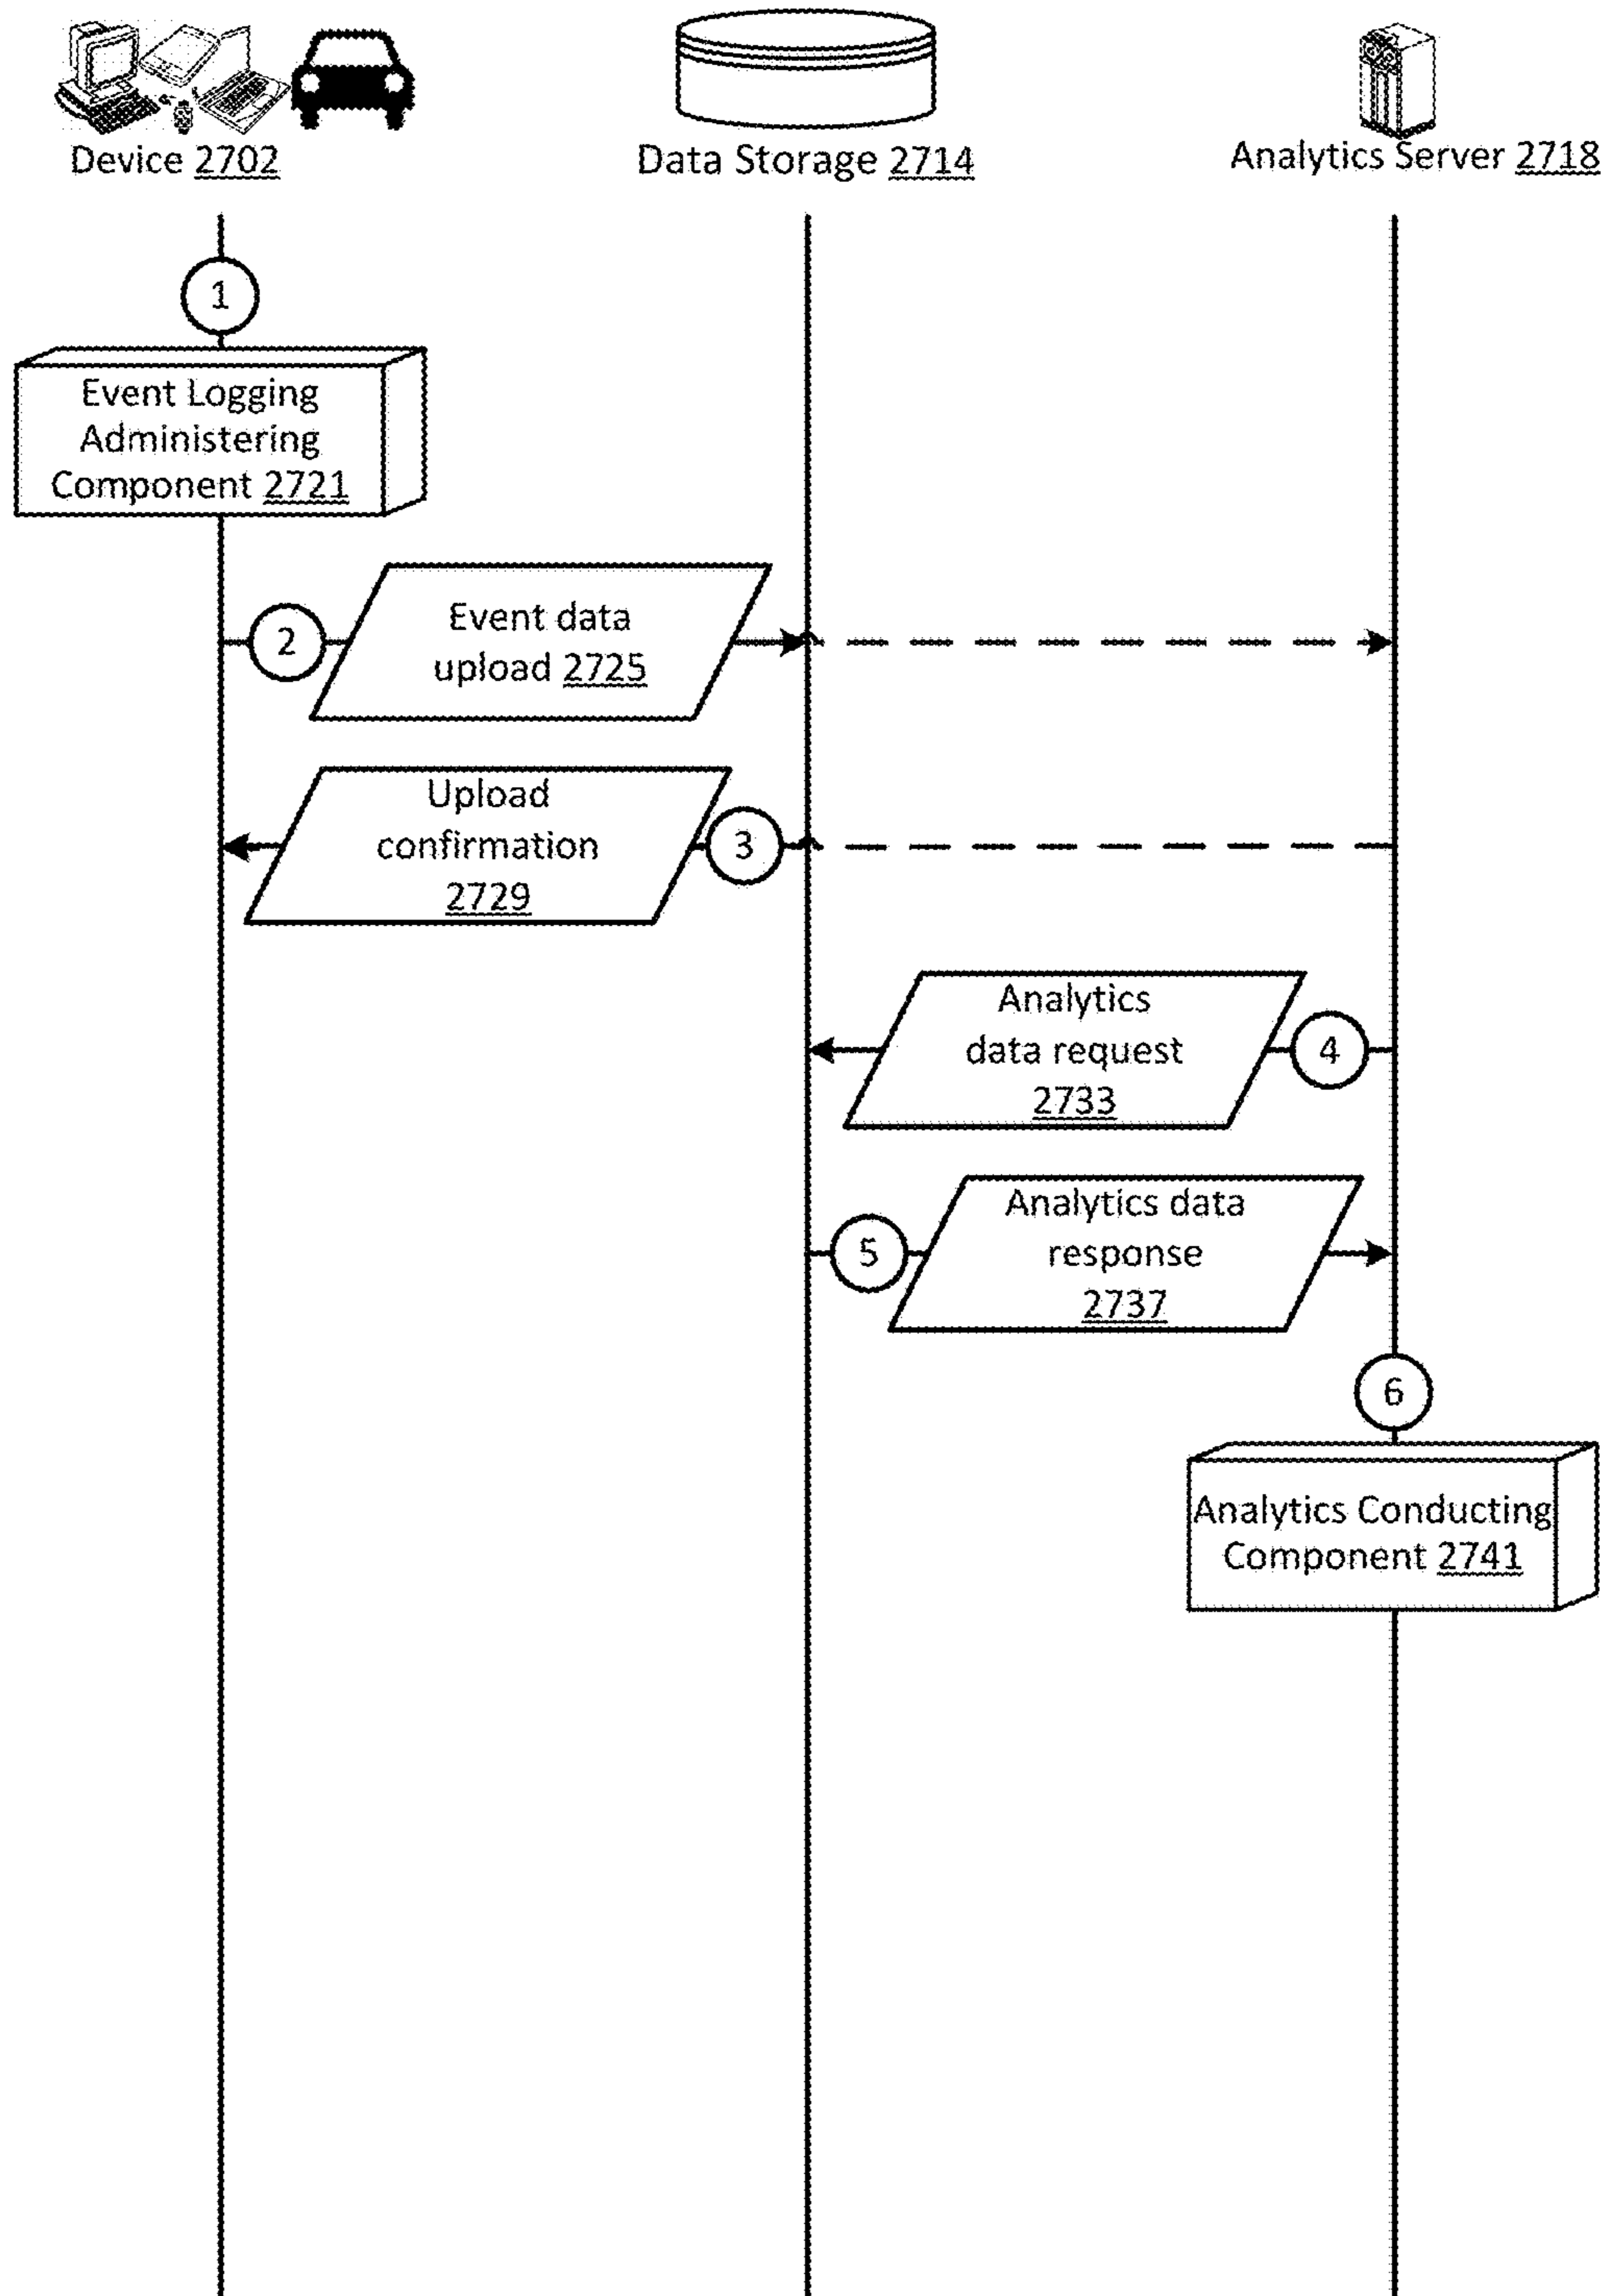 Device 2702
Data Storage 2714
Analytics Server 2718
1
Event Logging
Administering
Component 2721
2
Event data
upload 2725
Upload
confirmation
2729
3
Analytics
data request
2733
4
5
Analytics data
response
2737
6
Analytics Conducting
Component 2741